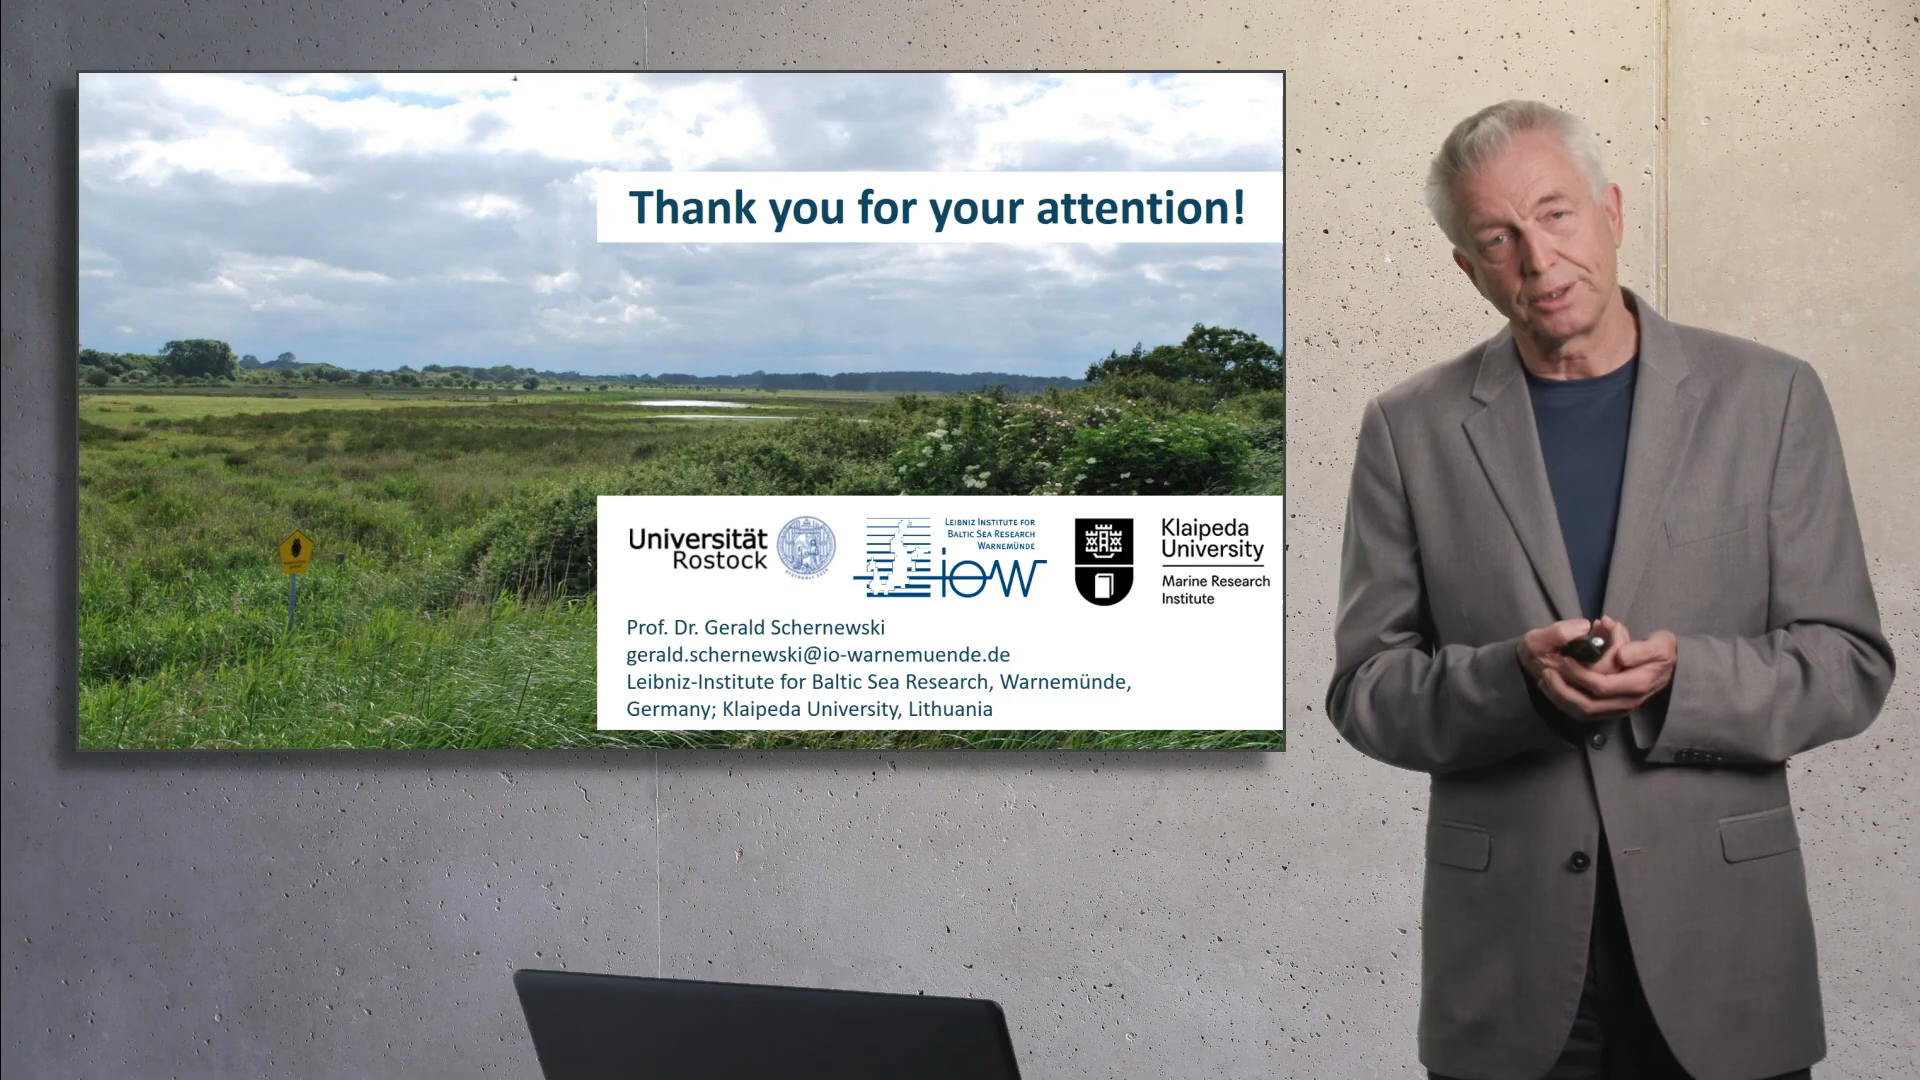 Thank you for your attention!
Universität
Rostock
LEIBNIZ INSTITUTE FOR
BALTIC SEA RESEARCH
WARNEMÜNDE
iow
Klaipeda
University
Marine Research
Institute
Prof. Dr. Gerald Schernewski
gerald.schernewski@io-warnemuende.de
Leibniz-Institute for Baltic Sea Research, Warnemünde,
Germany; Klaipeda University, Lithuania